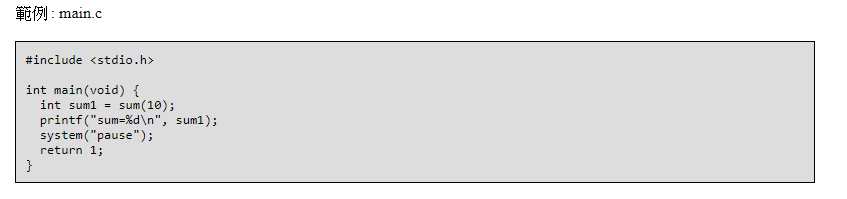 範例 : main.c
#include <stdio.h>
int main(void) {
  int sum1 = sum(10);
  printf("sum=%d\n", sum1);
  system("pause");
  return 1;
}